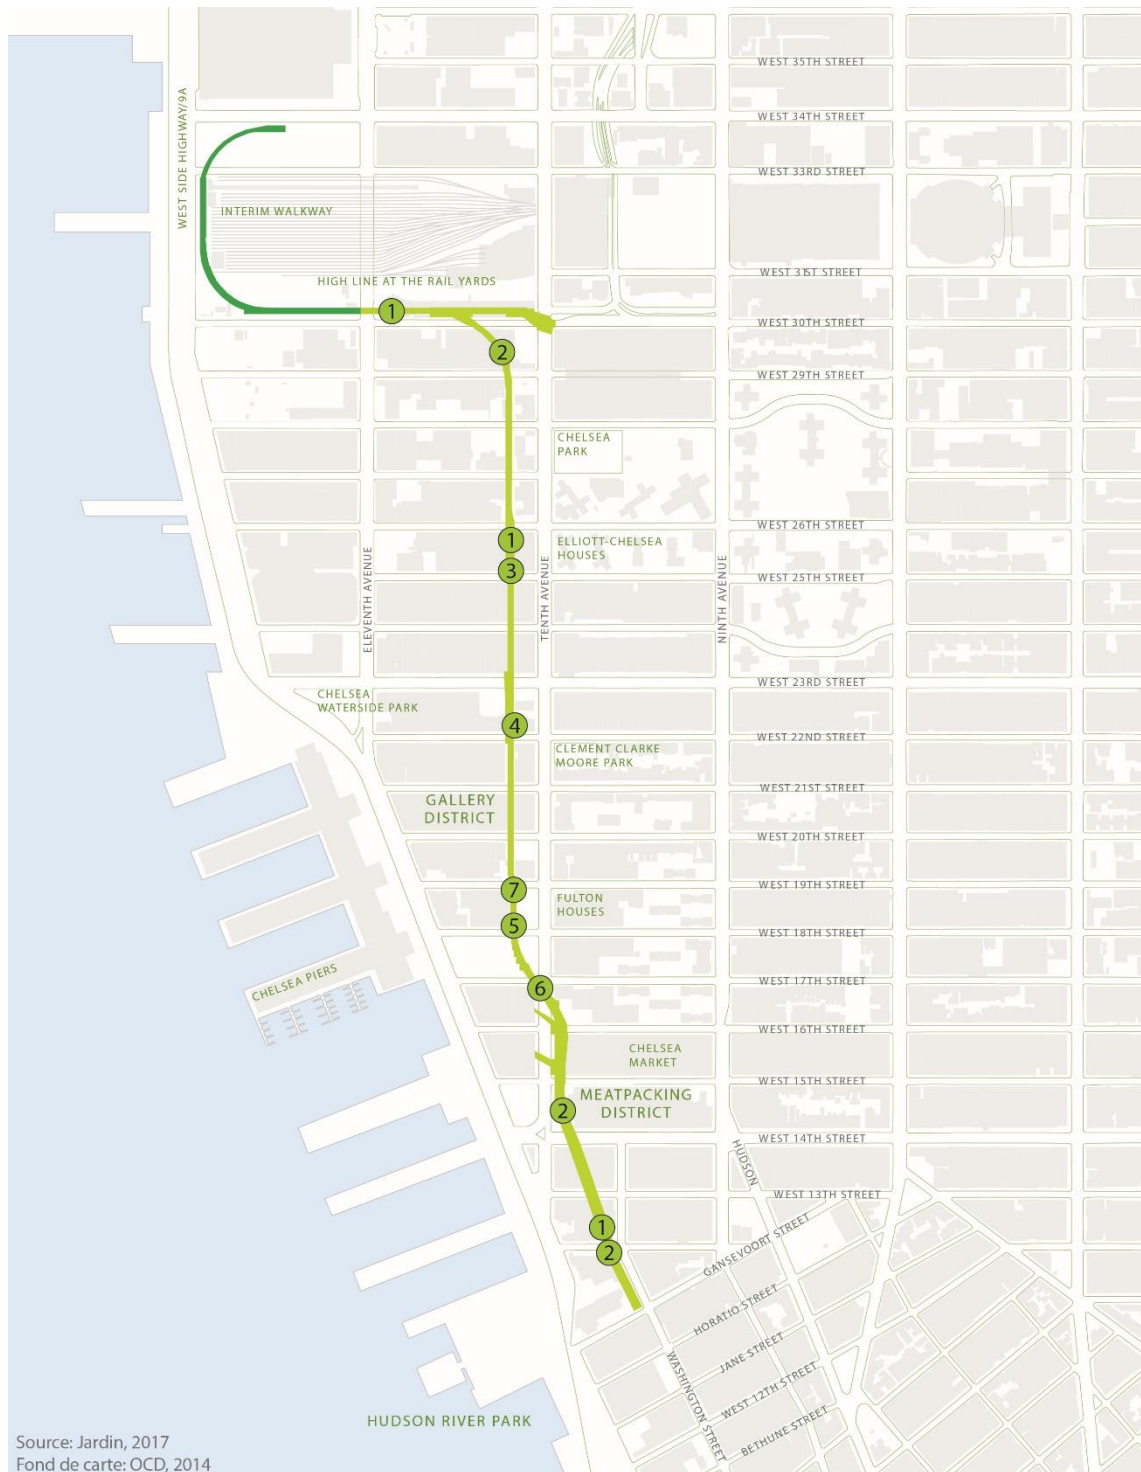 WEST 35TH STREET
WEST 34TH STREET
WEST SIDE HIGHWAY/9A
WEST 33RD STREET
INTERIM WALKWAY
WEST 31ST STREET
HIGH LINE AT THE RAIL YARDS
1
WEST 30TH STREET
2
WEST 29TH STREET
CHELSEA
PARK
WEST 26TH STREET
1
ELLIOTT-CHELSEA
HOUSES
3
WEST 25TH STREET
ELEVENTH AVENUE
TENTH AVENUE
NINTH AVENUE
WEST 23RD STREET
CHELSEA
WATERSIDE PARK
4
WEST 22ND STREET
CLEMENT CLARKE
MOORE PARK
WEST 21ST STREET
GALLERY
DISTRICT
WEST 20TH STREET
7
WEST 19TH STREET
FULTON
HOUSES
5
WEST 18TH STREET
CHELSEA PIERS
6
WEST 17TH STREET
WEST 16TH STREET
CHELSEA
MARKET
WEST 15TH STREET
MEATPACKING
DISTRICT
2
WEST 14TH STREET
HUDSON
WEST 13TH STREET
1
2
GANSEVOORT STREET
HORATIO STREET
JANE STREET
WEST 12TH STREET
WASHINGTON STREET
BETHUNE STREET
HUDSON RIVER PARK
Source: Jardin, 2017
Fond de carte: OCD, 2014